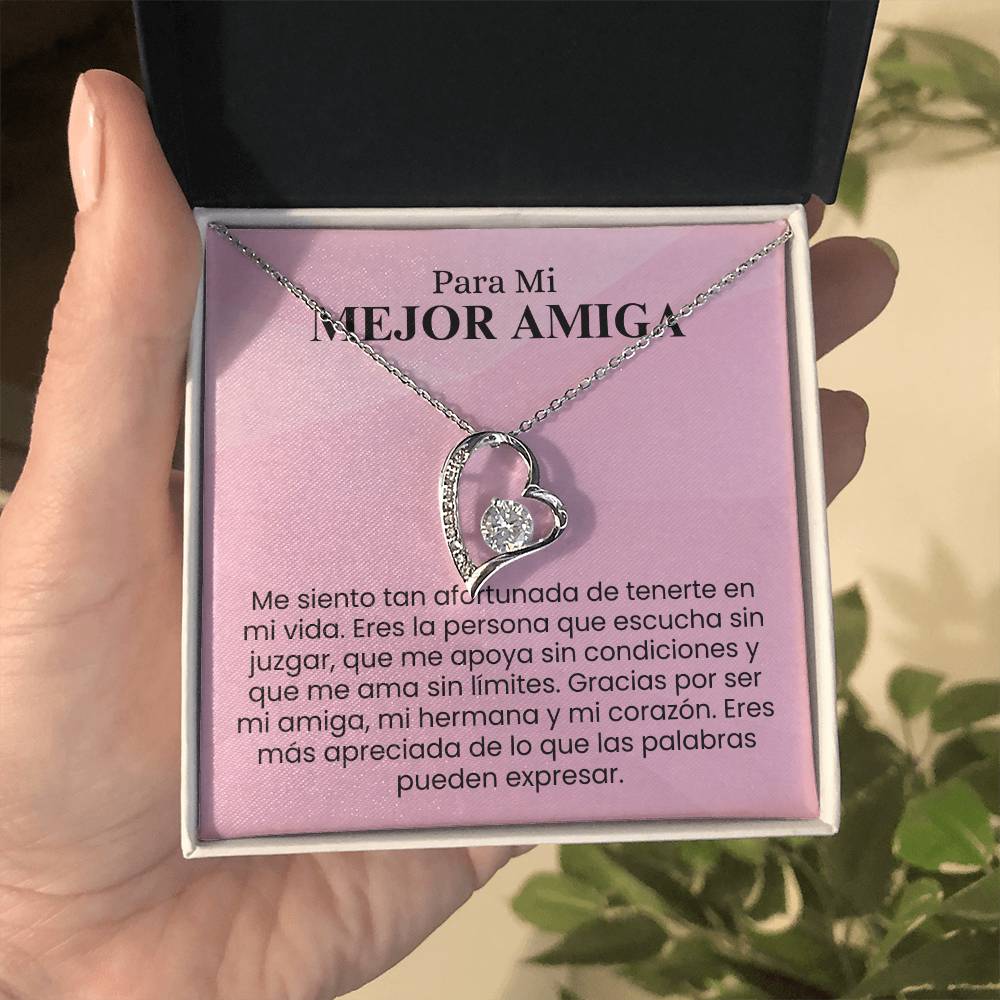 Para Mi
MEJOR AMIGA
Me siento tan afortunada de tenerte en
mi vida. Eres la persona que escucha sin
juzgar, que me apoya sin condiciones y
que me ama sin límites. Gracias por ser
mi amiga, mi hermana y mi corazón. Eres
más apreciada de lo que las palabras
pueden expresar.